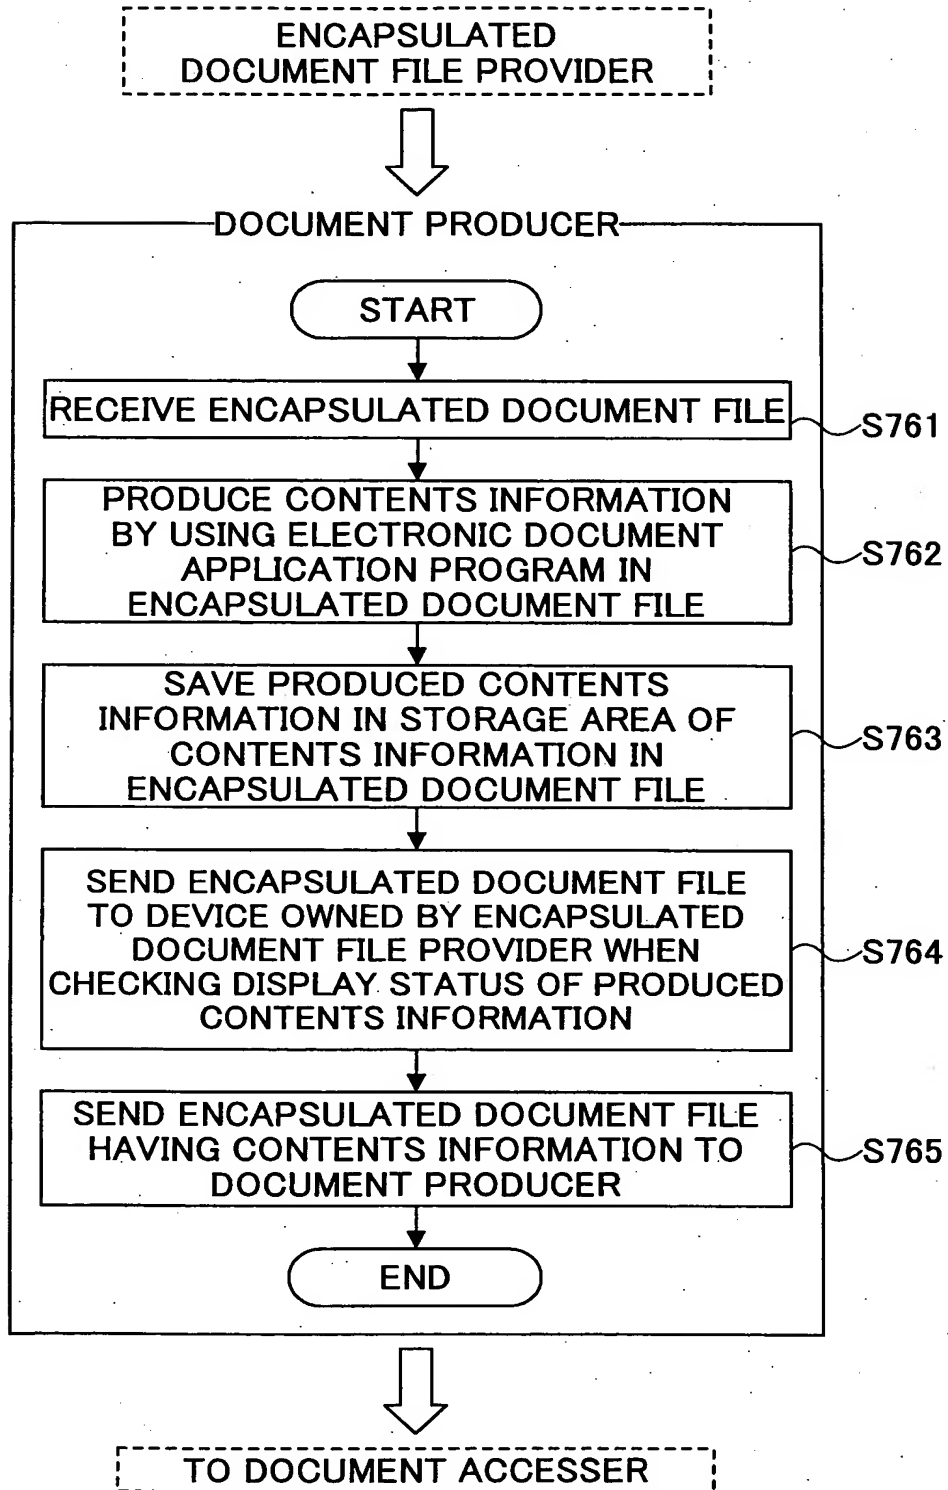 ENCAPSULATED
DOCUMENT FILE PROVIDER
DOCUMENT PRODUCER
START
RECEIVE ENCAPSULATED DOCUMENT FILE
S761
PRODUCE CONTENTS INFORMATION
BY USING ELECTRONIC DOCUMENT
APPLICATION PROGRAM IN
ENCAPSULATED DOCUMENT FILE
S762
SAVE PRODUCED CONTENTS
INFORMATION IN STORAGE AREA OF
CONTENTS INFORMATION IN
ENCAPSULATED DOCUMENT FILE
S763
SEND ENCAPSULATED DOCUMENT FILE
TO DEVICE OWNED BY ENCAPSULATED
DOCUMENT FILE PROVIDER WHEN
CHECKING DISPLAY STATUS OF PRODUCED
CONTENTS INFORMATION
S764
SEND ENCAPSULATED DOCUMENT FILE
HAVING CONTENTS INFORMATION TO
DOCUMENT PRODUCER
S765
END
TO DOCUMENT ACCESSER